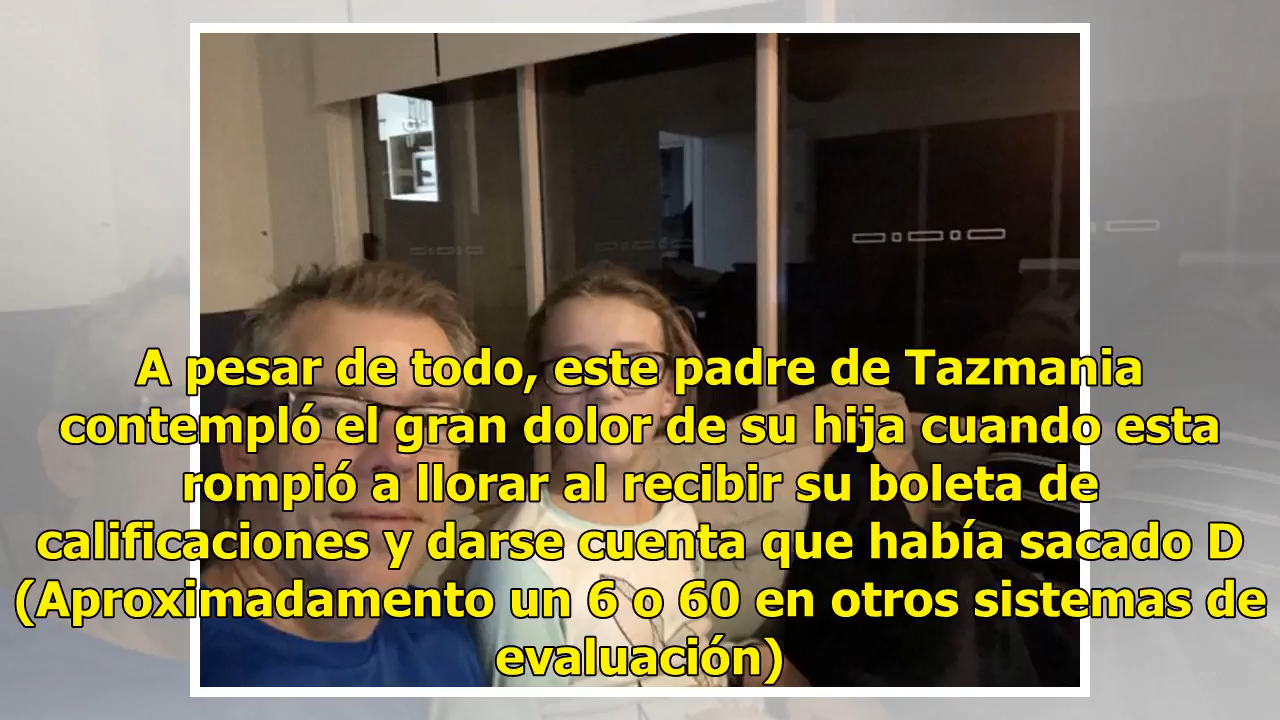 A pesar de todo, este padre de Tazmania
contempló el gran dolor de su hija cuando esta
rompió a llorar al recibir su boleta de
calificaciones y darse cuenta que había sacado D
(Aproximadamento un 6 o 60 en otros sistemas de
evaluación)